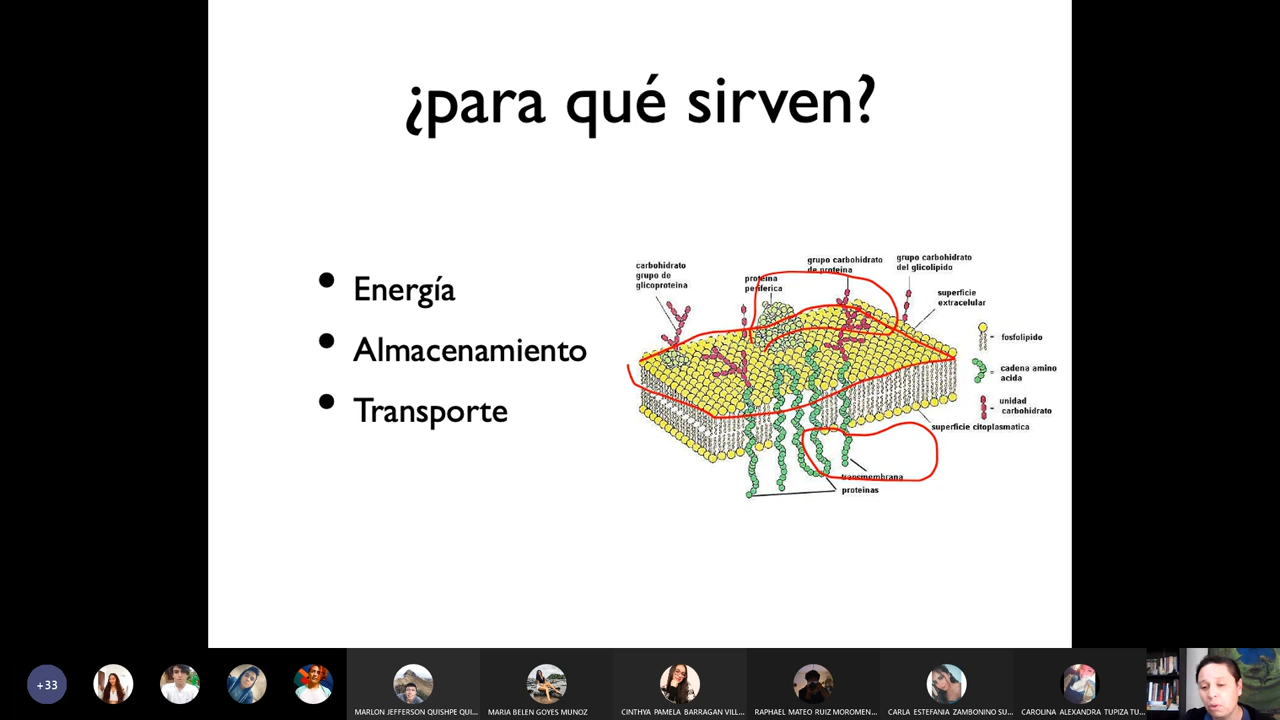 ¿para qué sirven?
• Energía
• Almacenamiento
• Transporte
carbohidrato
grupo de
glicoproteina
proteina
periferica
grupo carbohidrato
de proteina
grupo carbohidrato
del glicolipido
superficie
extracelular
fosfolipido
cadena amino
acida
unidad
carbohidrato
superficie citoplasmatica
transmembrana
proteinas
+33
MARLON JEFFERSON QUISHPE QUI...
MARIA BELEN GOYES MUNOZ
CINTHYA PAMELA BARRAGAN VILL...
RAPHAEL MATEO RUIZ MOROMEN...
CARLA ESTEFANIA ZAMBONINO SU...
CAROLINA ALEXANDRA TUPIZA TU...